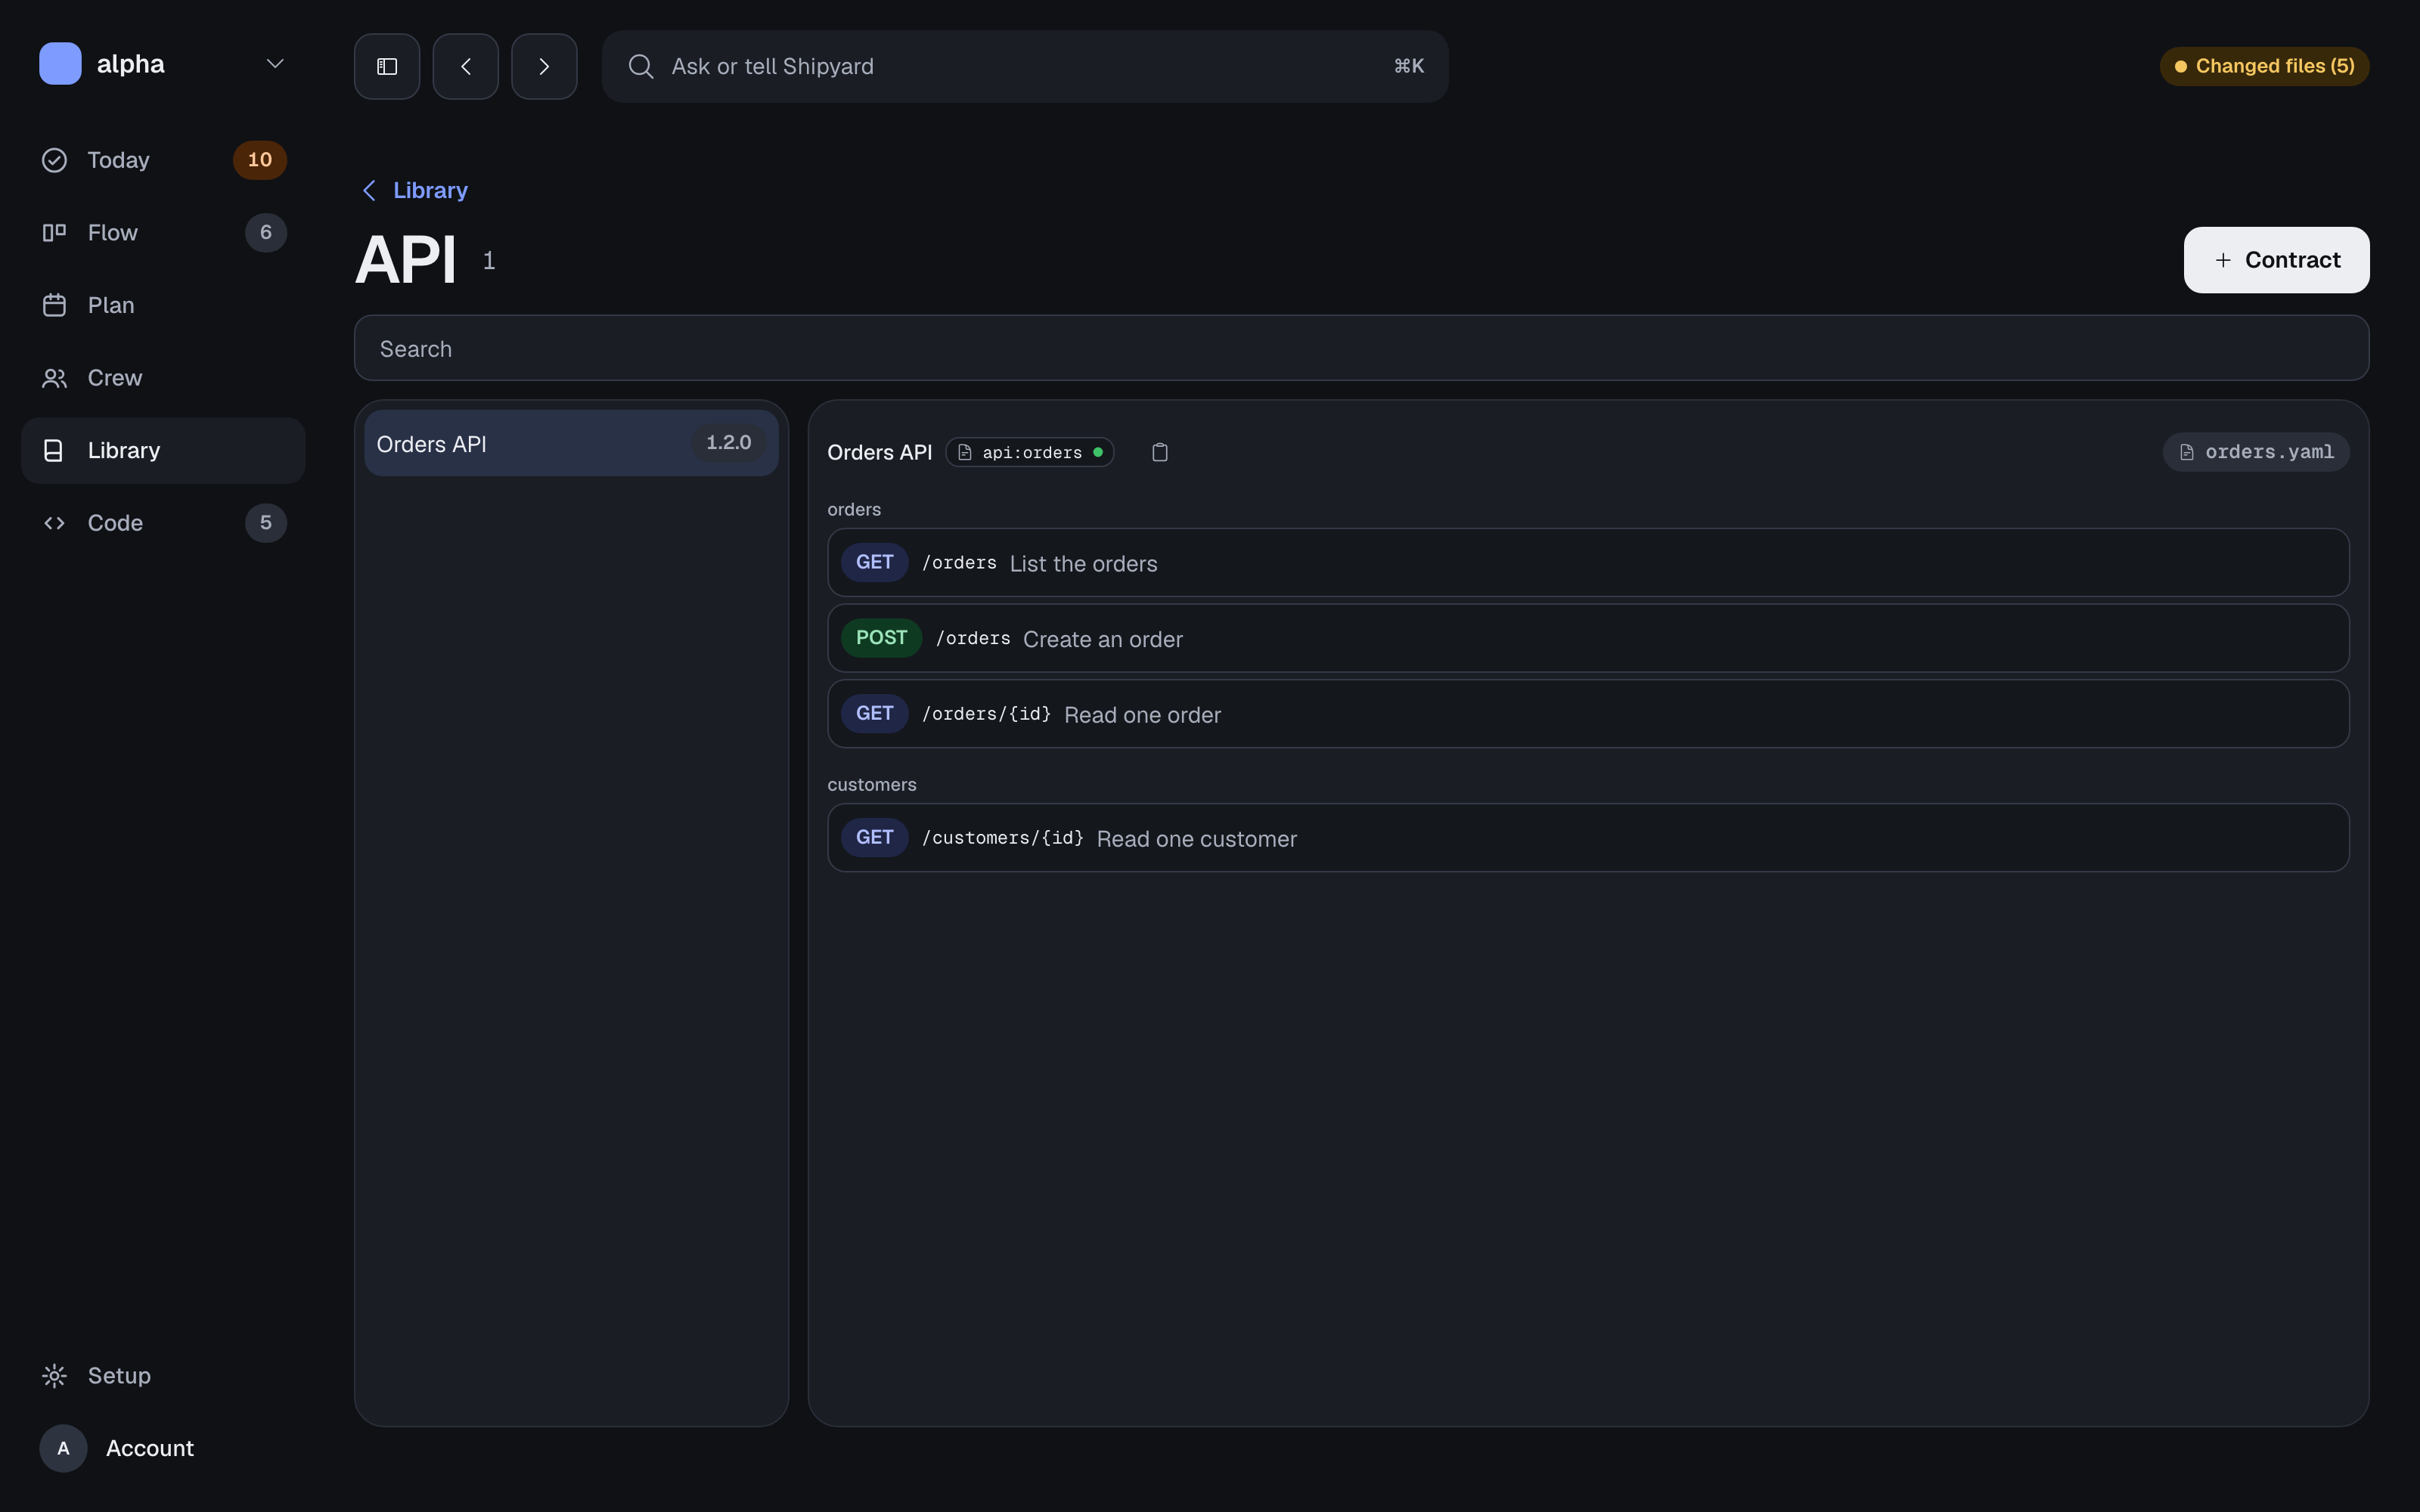 alpha
Ask or tell Shipyard ⌘K
Changed files (5)
Today 10
Flow 6
Plan
Crew
Library
Code 5
Setup
A Account
Library
API 1
Contract
Search
Orders API 1.2.0
Orders API api:orders orders.yaml
orders
GET /orders List the orders
POST /orders Create an order
GET /orders/{id} Read one order
customers
GET /customers/{id} Read one customer